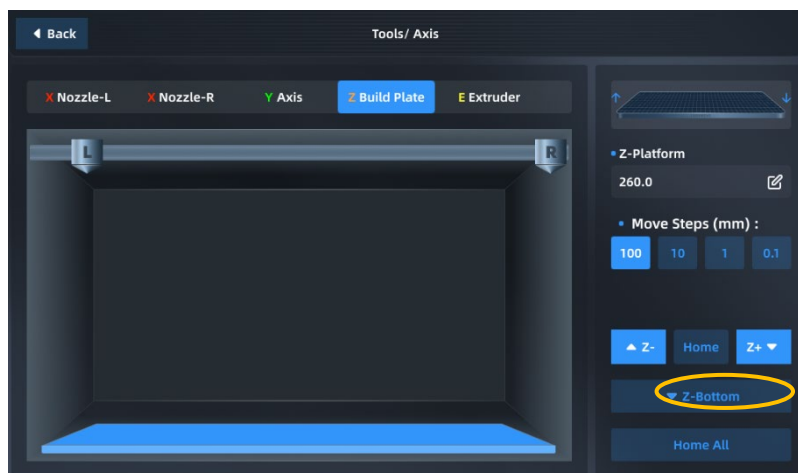 Back
Tools/ Axis
X Nozzle-L X Nozzle-R Y Axis Z Build Plate E Extruder
L
R
Z-Platform
260.0
Move Steps (mm) :
100 10 1 0.1
Z- Home Z+
Z-Bottom
Home All